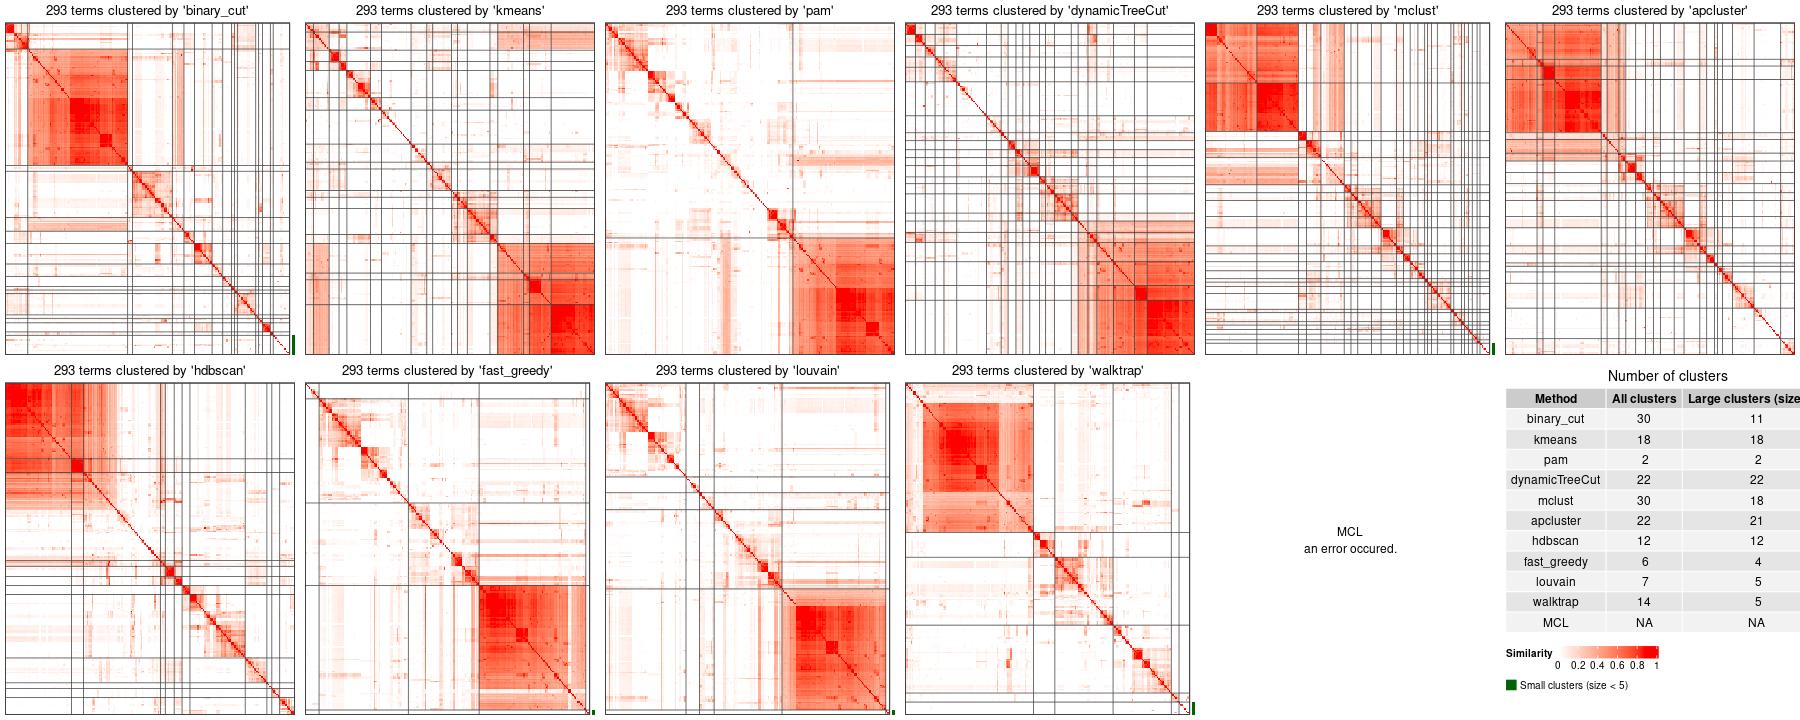 293 terms clustered by 'binary_cut'
293 terms clustered by 'kmeans'
293 terms clustered by 'pam'
293 terms clustered by 'dynamicTreeCut'
293 terms clustered by 'mclust'
293 terms clustered by 'apcluster'
293 terms clustered by 'hdbscan'
293 terms clustered by 'fast_greedy'
293 terms clustered by 'louvain'
293 terms clustered by 'walktrap'
MCL
an error occured.
Number of clusters
Method All clusters Large clusters (size
binary_cut 30 11
kmeans 18 18
pam 2 2
dynamicTreeCut 22 22
mclust 30 18
apcluster 22 21
hdbscan 12 12
fast_greedy 6 4
louvain 7 5
walktrap 14 5
MCL NA NA
Similarity
0 0.2 0.4 0.6 0.8 1
Small clusters (size < 5)